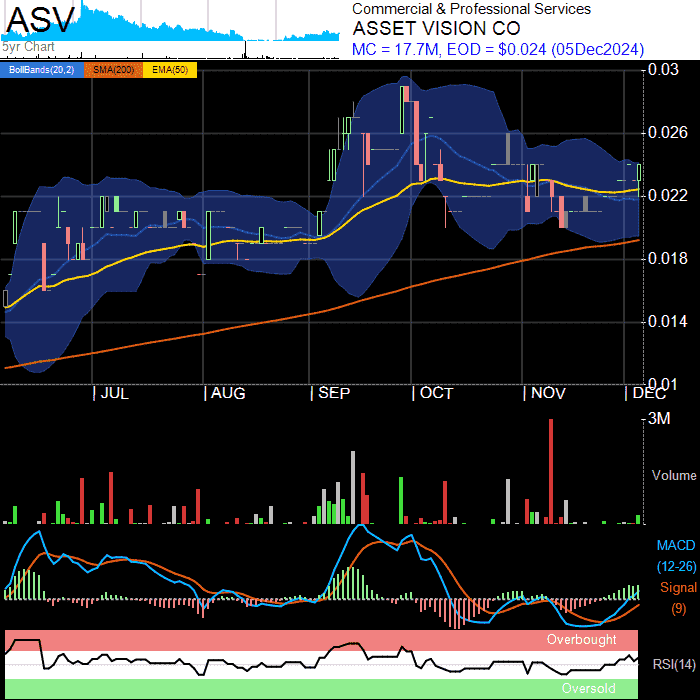 ASV
5yr Chart
Commercial & Professional Services
ASSET VISION CO
MC = 17.7M, EOD = $0.024 (05Dec2024)
BollBands(20,2) SMA(200) EMA(50)
0.03
0.026
0.022
0.018
0.014
0.01
| JUL | AUG | SEP | OCT | NOV | DEC
3M
Volume
MACD
(12-26)
Signal
(9)
Overbought
RSI(14)
Oversold